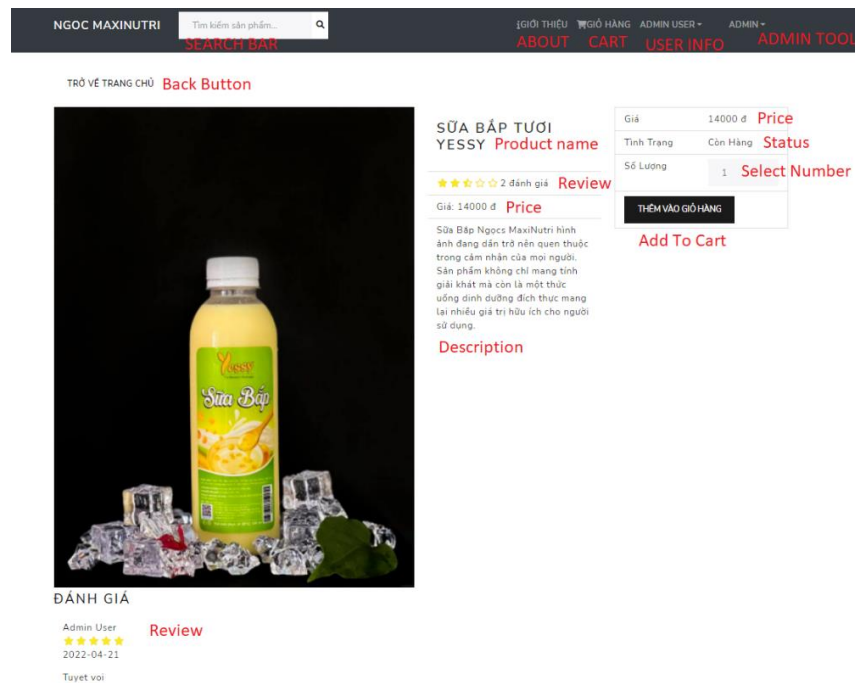 NGOC MAXINUTRI
Tìm kiếm sản phẩm...
GIỚI THIỆU GIỎ HÀNG ADMIN USER ADMIN
SEARCH BAR ABOUT CART USER INFO ADMIN TOOL
TRỞ VỀ TRANG CHỦ Back Button
SỮA BẮP TƯƠI
YESSY Product name
2 đánh giá Review
Giá: 14000 đ Price
Sữa Bắp Ngọcs MaxiNutri hình
ảnh đang dần trở nên quen thuộc
trong cảm nhận của mọi người.
Sản phẩm không chỉ mang tính
giải khát mà còn là một thức
uống dinh dưỡng đích thực mang
lại nhiều giá trị hữu ích cho người
sử dụng.
Description
Giá 14000 đ Price
Tình Trạng Còn Hàng Status
Số Lượng 1 Select Number
THÊM VÀO GIỎ HÀNG
Add To Cart
Yessy
Sữa Bắp
ĐÁNH GIÁ
Admin User Review
2022-04-21
Tuyet voi